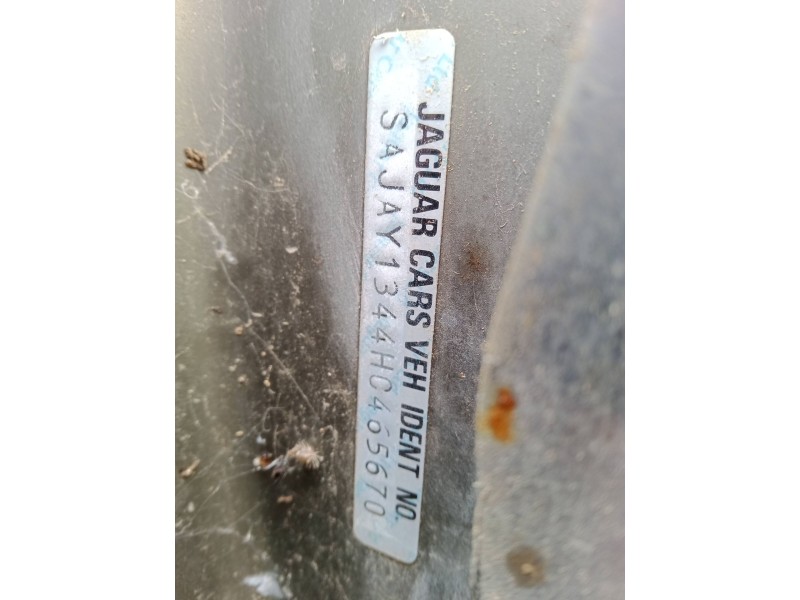 JAGUAR CARS VEH IDENT NO.
SAJAY1344HC465670